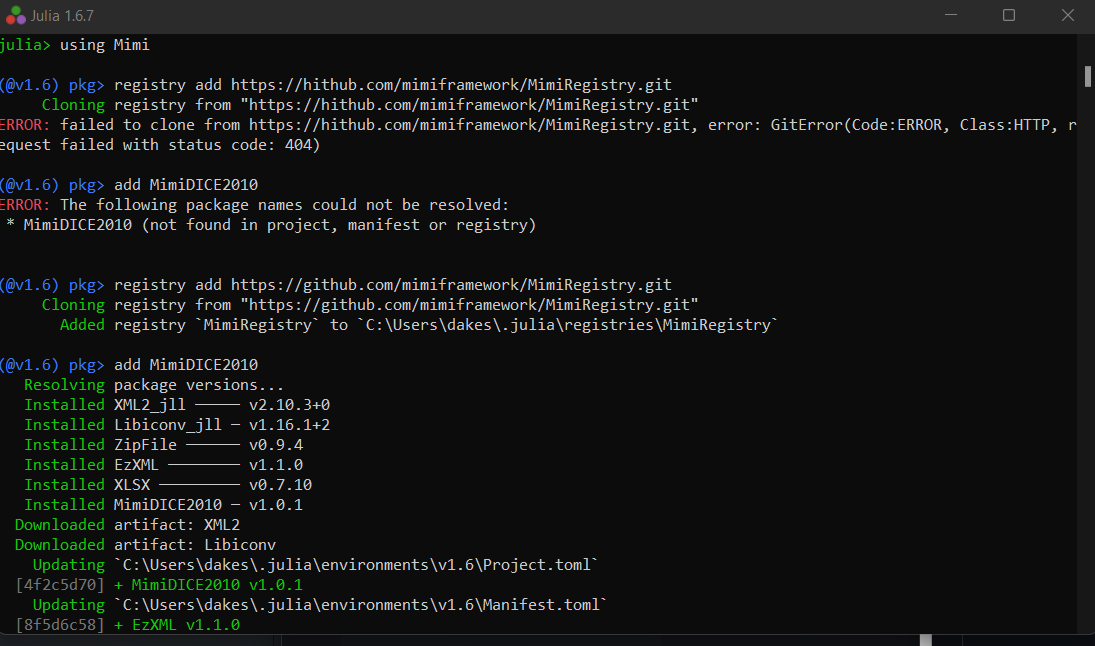 Julia 1.6.7
julia> using Mimi
(@v1.6) pkg> registry add https://hithub.com/mimiframework/MimiRegistry.git
Cloning registry from "https://hithub.com/mimiframework/MimiRegistry.git"
ERROR: failed to clone from https://hithub.com/mimiframework/MimiRegistry.git, error: GitError(Code:ERROR, Class:HTTP, r
equest failed with status code: 404)
(@v1.6) pkg> add MimiDICE2010
ERROR: The following package names could not be resolved:
* MimiDICE2010 (not found in project, manifest or registry)
(@v1.6) pkg> registry add https://github.com/mimiframework/MimiRegistry.git
Cloning registry from "https://github.com/mimiframework/MimiRegistry.git"
Added registry `MimiRegistry` to `C:\Users\dakes\.julia\registries\MimiRegistry`
(@v1.6) pkg> add MimiDICE2010
Resolving package versions...
Installed XML2_jll ───── v2.10.3+0
Installed Libiconv_jll ─ v1.16.1+2
Installed ZipFile ────── v0.9.4
Installed EzXML ──────── v1.1.0
Installed XLSX ───────── v0.7.10
Installed MimiDICE2010 ─ v1.0.1
Downloaded artifact: XML2
Downloaded artifact: Libiconv
Updating `C:\Users\dakes\.julia\environments\v1.6\Project.toml`
[4f2c5d70] + MimiDICE2010 v1.0.1
Updating `C:\Users\dakes\.julia\environments\v1.6\Manifest.toml`
[8f5d6c58] + EzXML v1.1.0